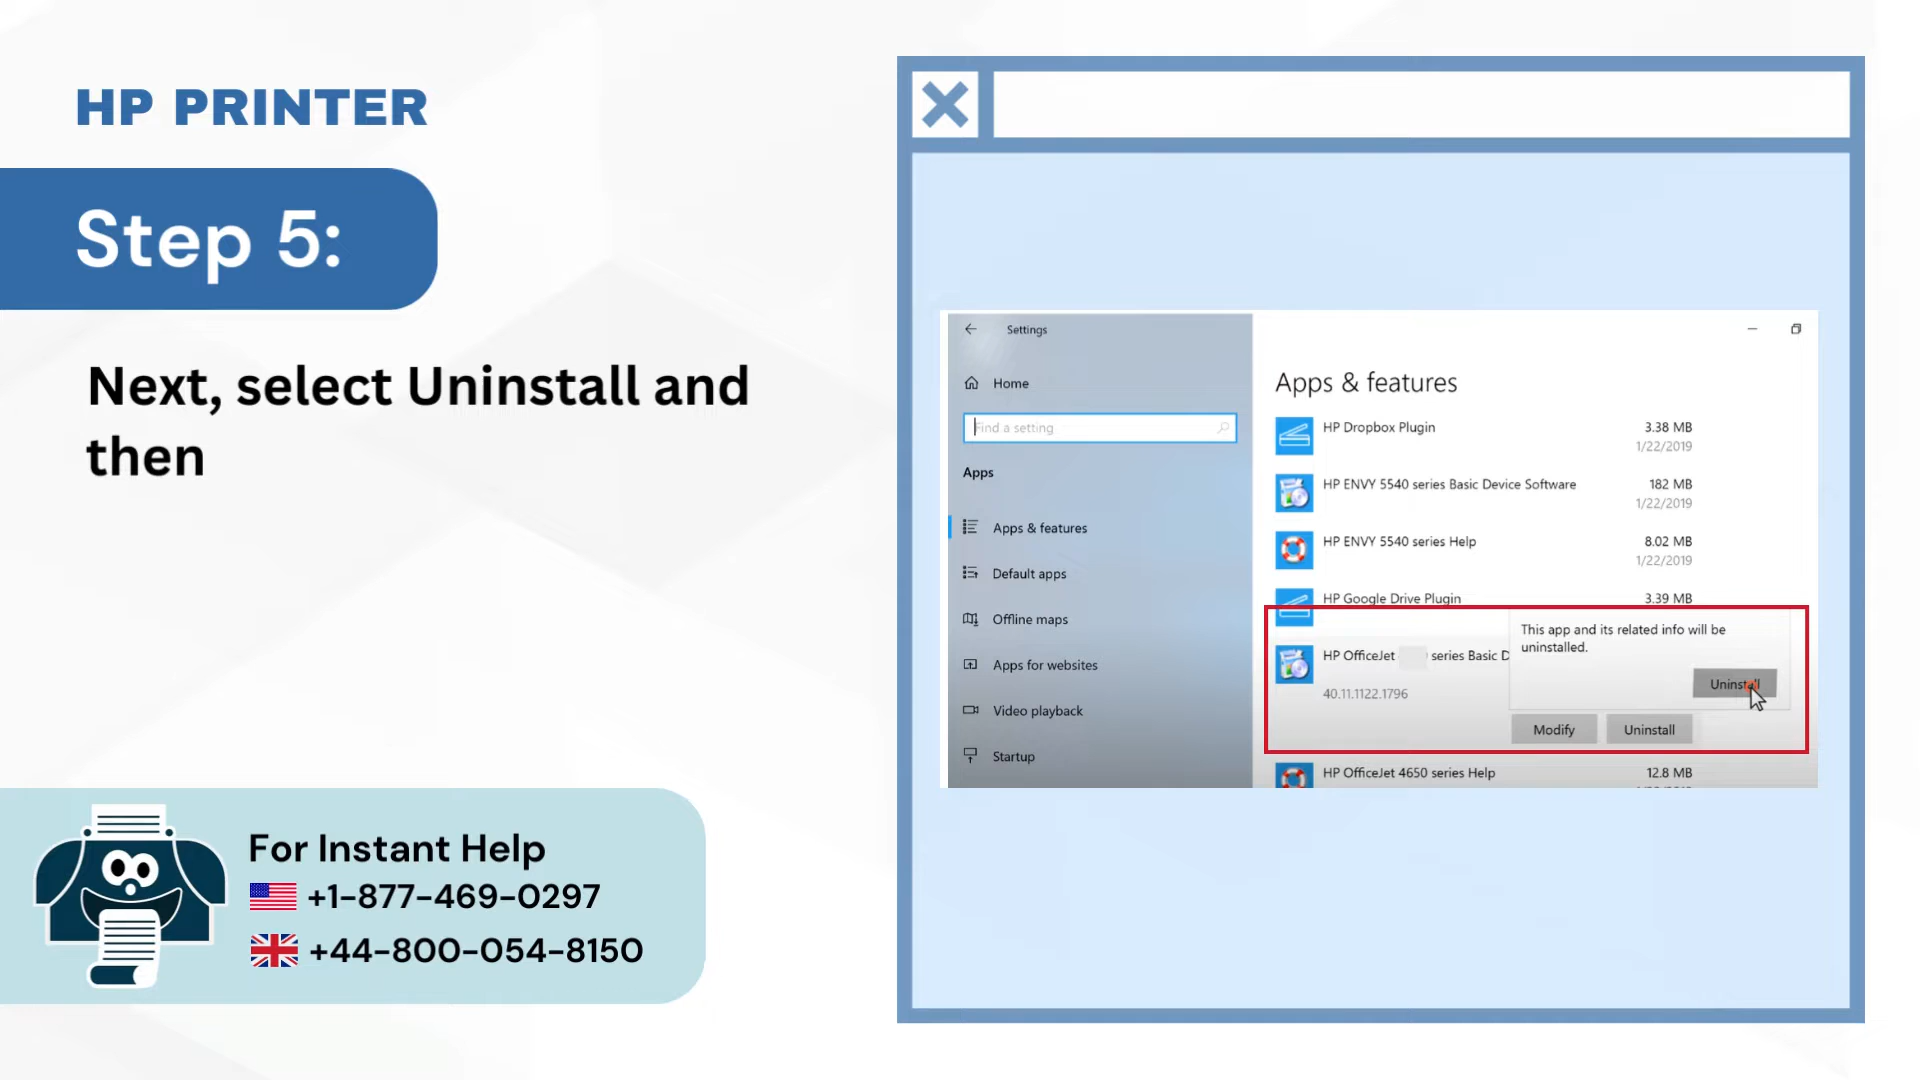 HP PRINTER
Step 5:
Next, select Uninstall and
then
For Instant Help
+1-877-469-0297
+44-800-054-8150
Settings
Home
Find a setting
Apps
Apps & features
Default apps
Offline maps
Apps for websites
Video playback
Startup
Apps & features
HP Dropbox Plugin 3.38 MB
1/22/2019
HP ENVY 5540 series Basic Device Software 182 MB
1/22/2019
HP ENVY 5540 series Help 8.02 MB
1/22/2019
HP Google Drive Plugin 3.39 MB
This app and its related info will be
uninstalled.
HP OfficeJet series Basic D
Uninstall
40.11.1122.1796
Modify Uninstall
HP OfficeJet 4650 series Help 12.8 MB